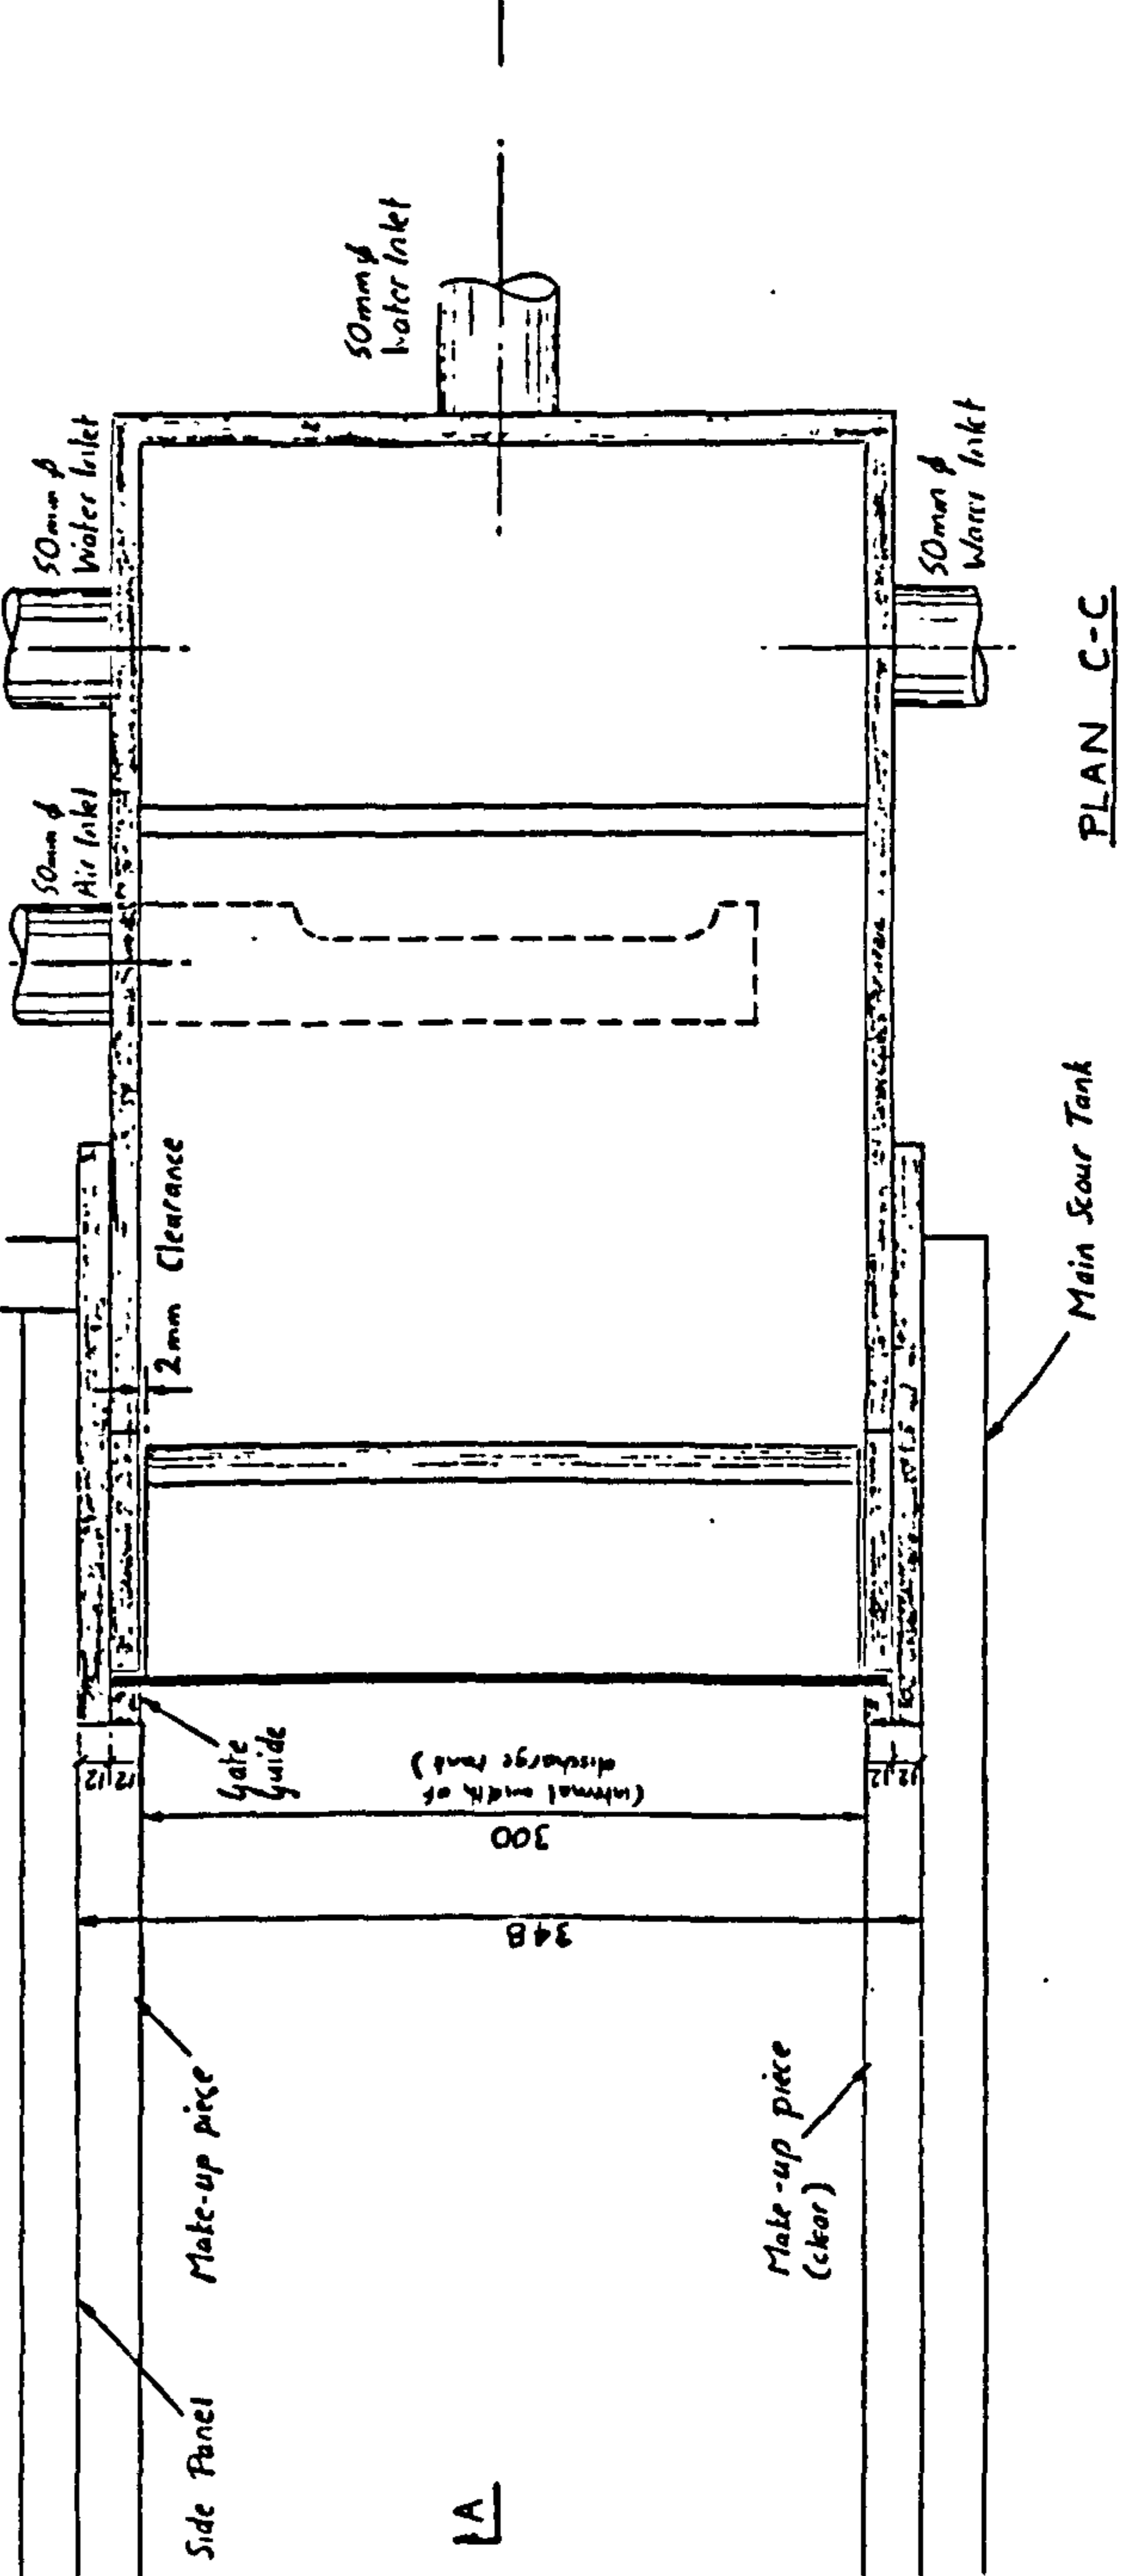 50mm ϕ
Water Inlet
50mm ϕ
Water Inlet
50mm ϕ
Air Inlet
50mm ϕ
Water Inlet
2mm Clearance
Gate
Guide
12 12
12 12
300
(internal width of
discharge tank)
348
Make-up piece
Make-up piece
(clear)
Side Panel
Main Scour Tank
A
PLAN C-C